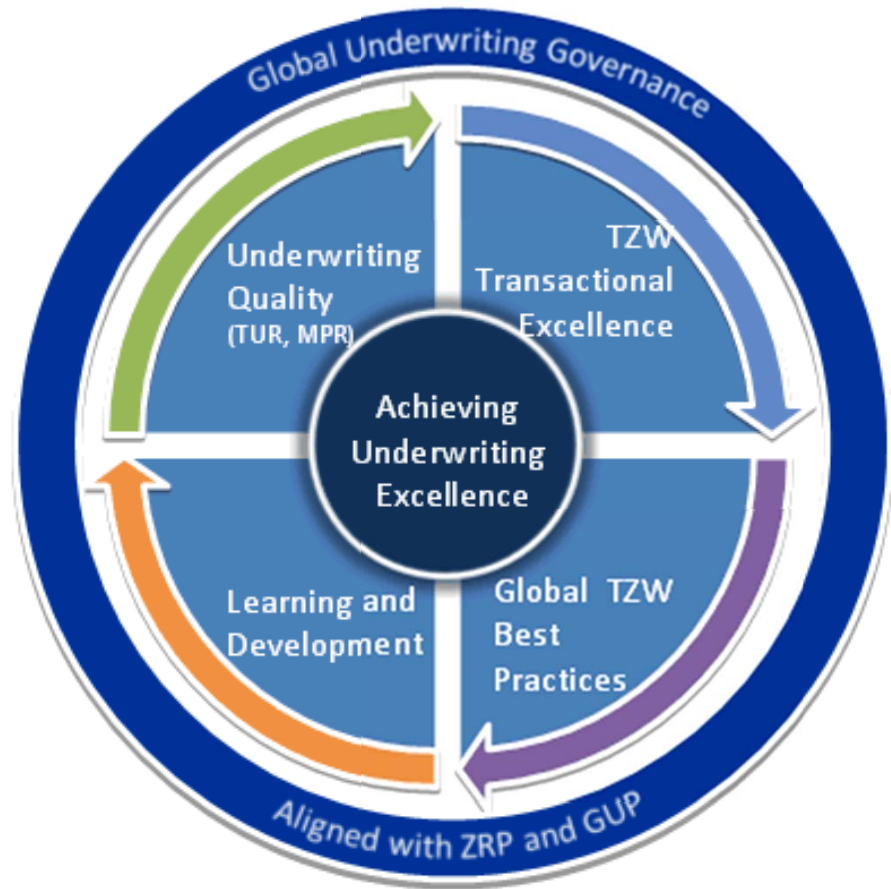 Global Underwriting Governance
Underwriting
Quality
(TUR, MPR)
TZW
Transactional
Excellence
Achieving
Underwriting
Excellence
Learning and
Development
Global TZW
Best
Practices
Aligned with ZRP and GUP